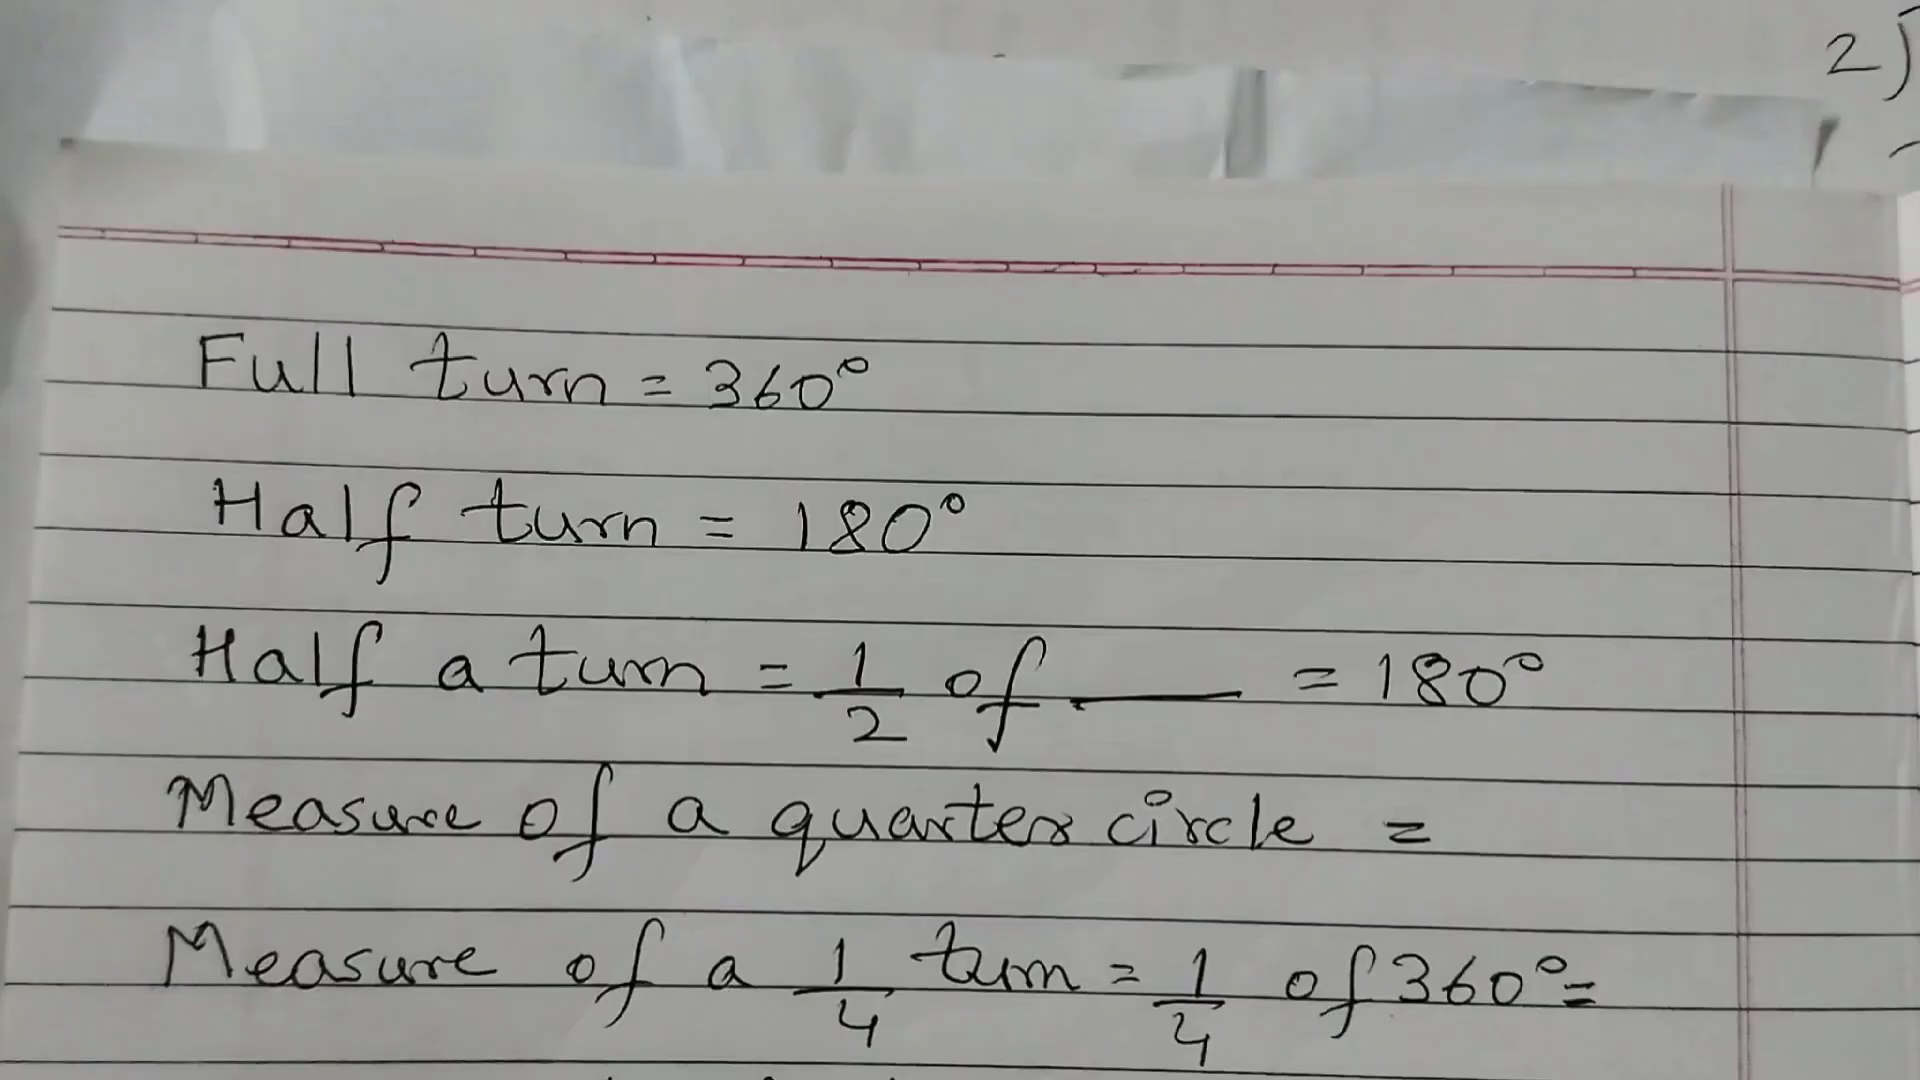 2)
Full turn = 360°
Half turn = 180°
Half a turn = 1/2 of ____ = 180°
Measure of a quarter circle =
Measure of a 1/4 turn = 1/4 of 360° =